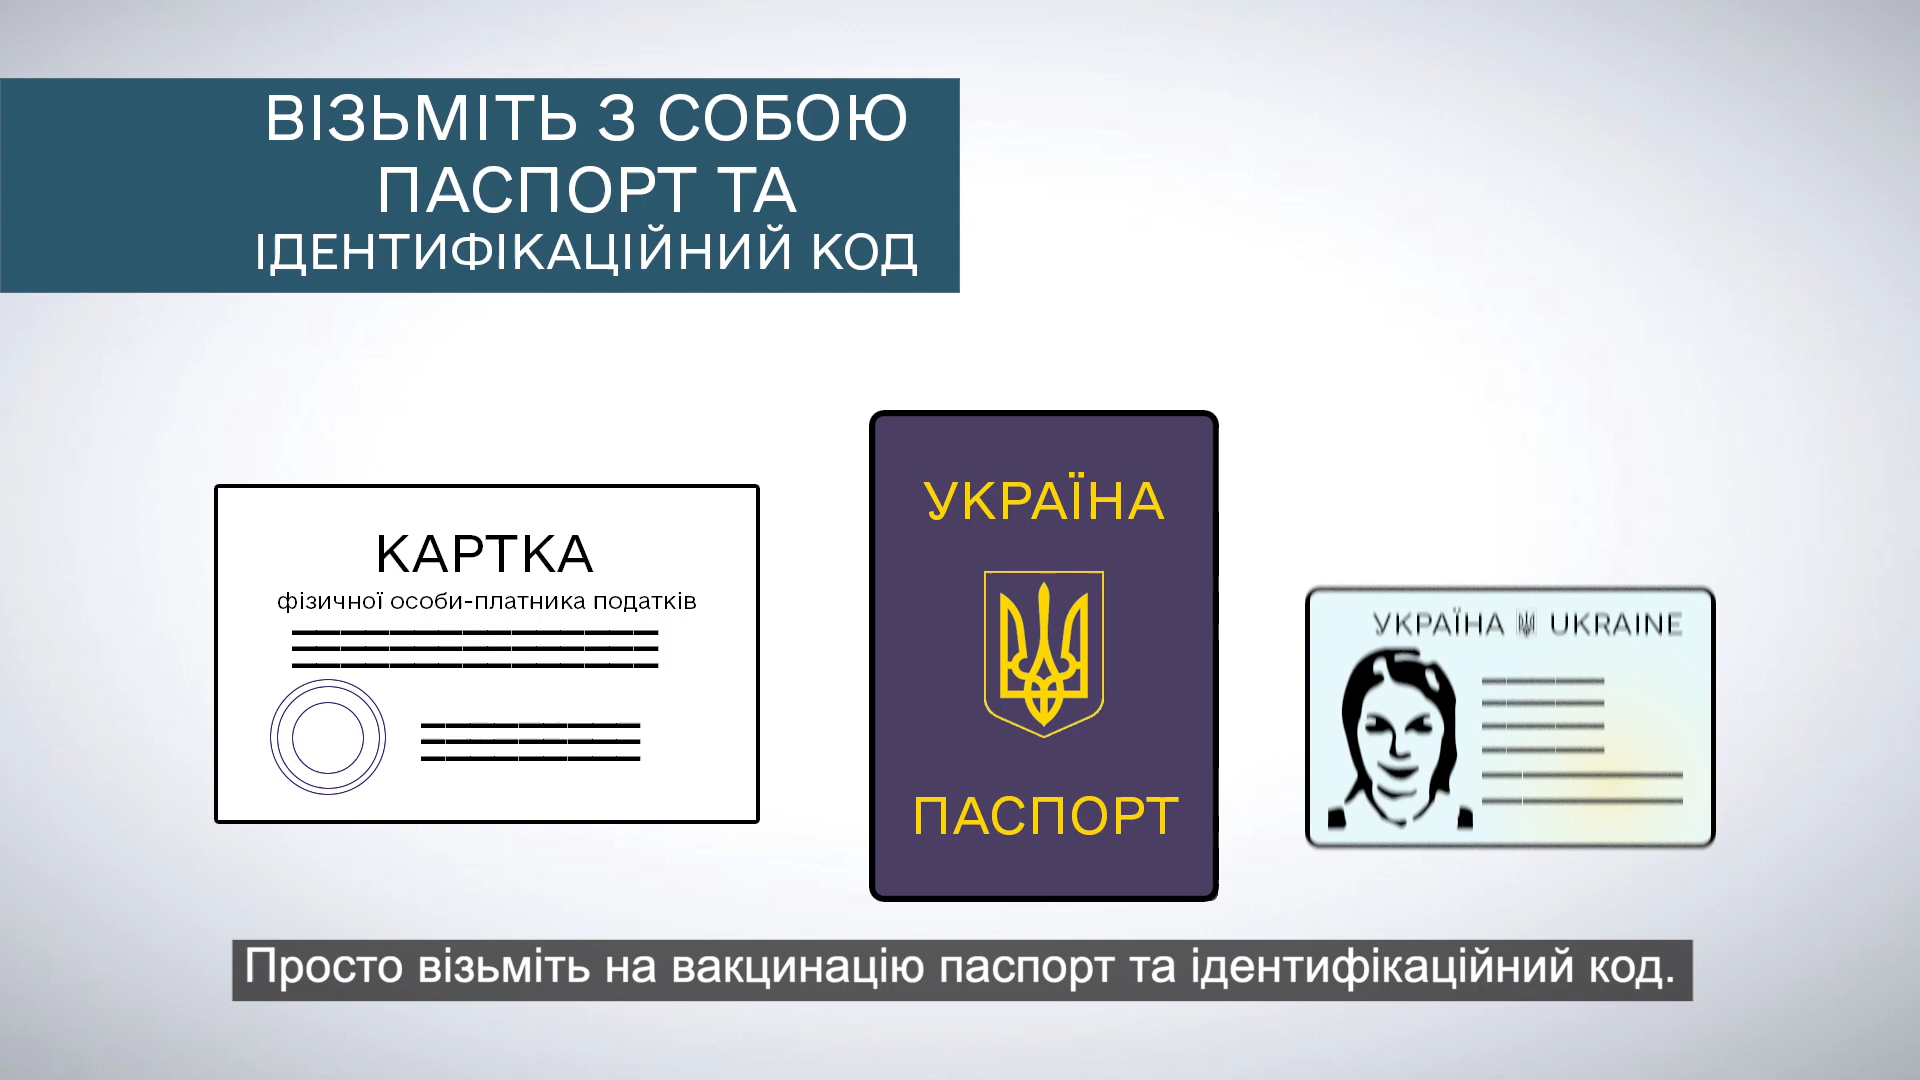 ВІЗЬМІТЬ З СОБОЮ
ПАСПОРТ ТА
ІДЕНТИФІКАЦІЙНИЙ КОД
КАРТКА
фізичної особи-платника податків
УКРАЇНА
ПАСПОРТ
УКРАЇНА UKRAINE
Просто візьміть на вакцинацію паспорт та ідентифікаційний код.